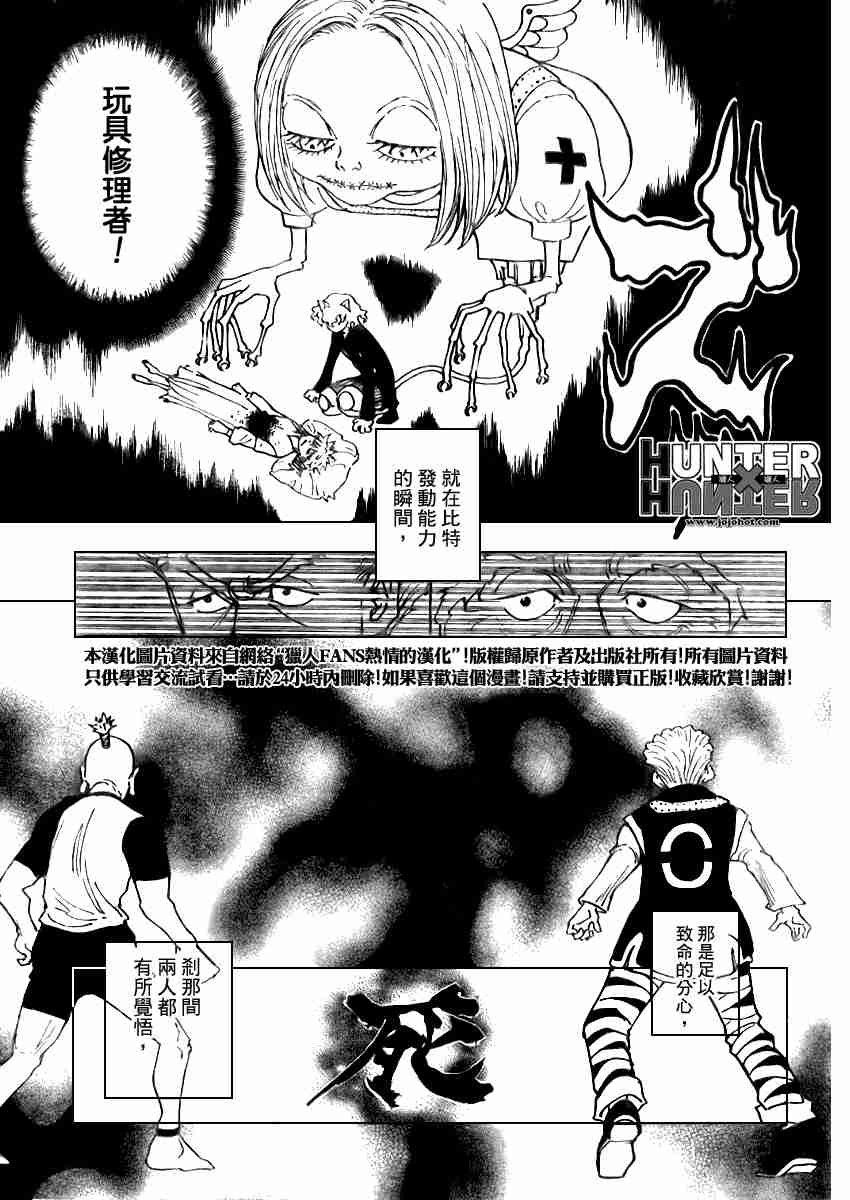 玩具修理者！
ズ
HUNTER
HUNTER
獵人 獵人
www.jojohot.com
就在比特
發動能力
的瞬間，
本漢化圖片資料來自網絡“獵人FANS熱情的漢化”！版權歸原作者及出版社所有！所有圖片資料
只供學習交流試看‥請於24小時內刪除！如果喜歡這個漫畫！請支持並購買正版！收藏欣賞！謝謝！
那是足以
致命的分心，
剎那間
兩人都
有所覺悟，
死